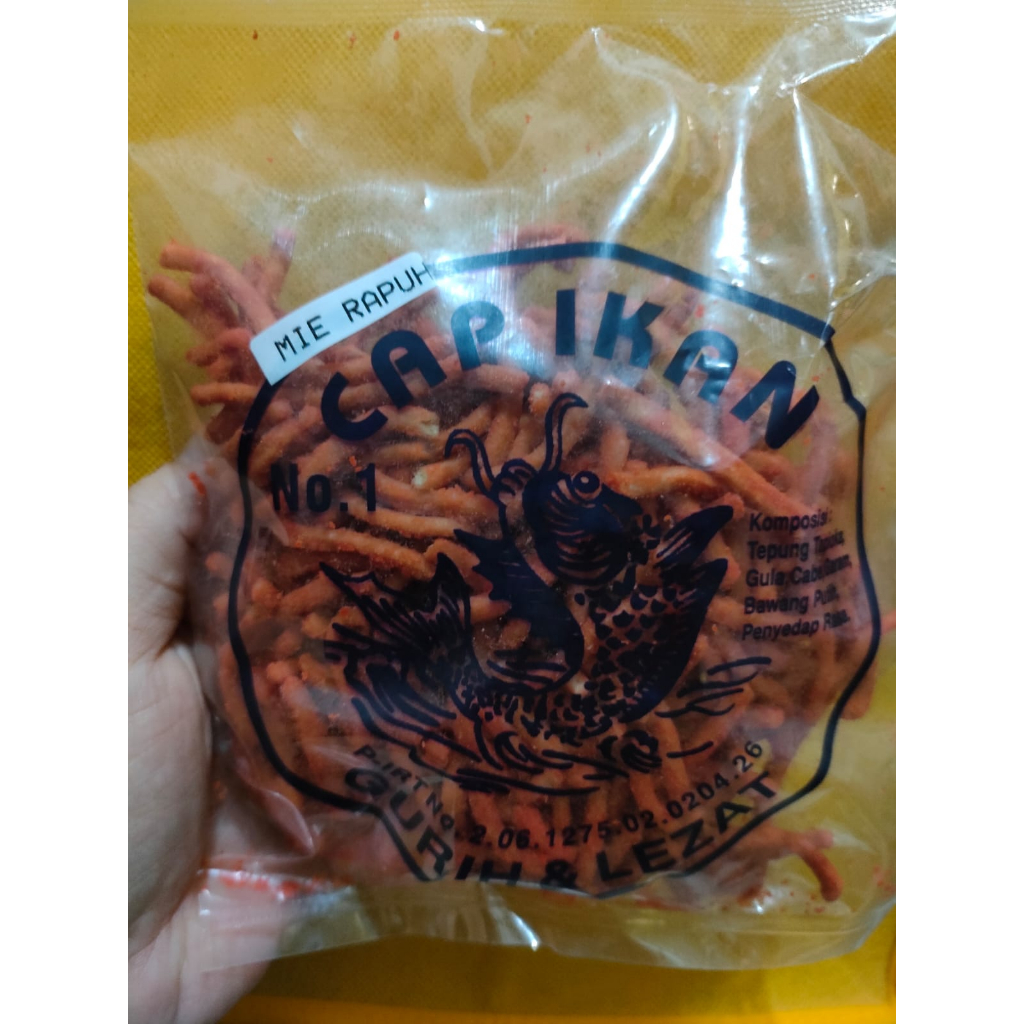 MIE RAPUH
CAP IKAN
No.1
Komposisi:
Tepung Tapioka,
Gula, Cabe, Garam,
Bawang Putih,
Penyedap Rasa.
P-IRT No. 2.06.1275.02.0204.26
GURIH & LEZAT